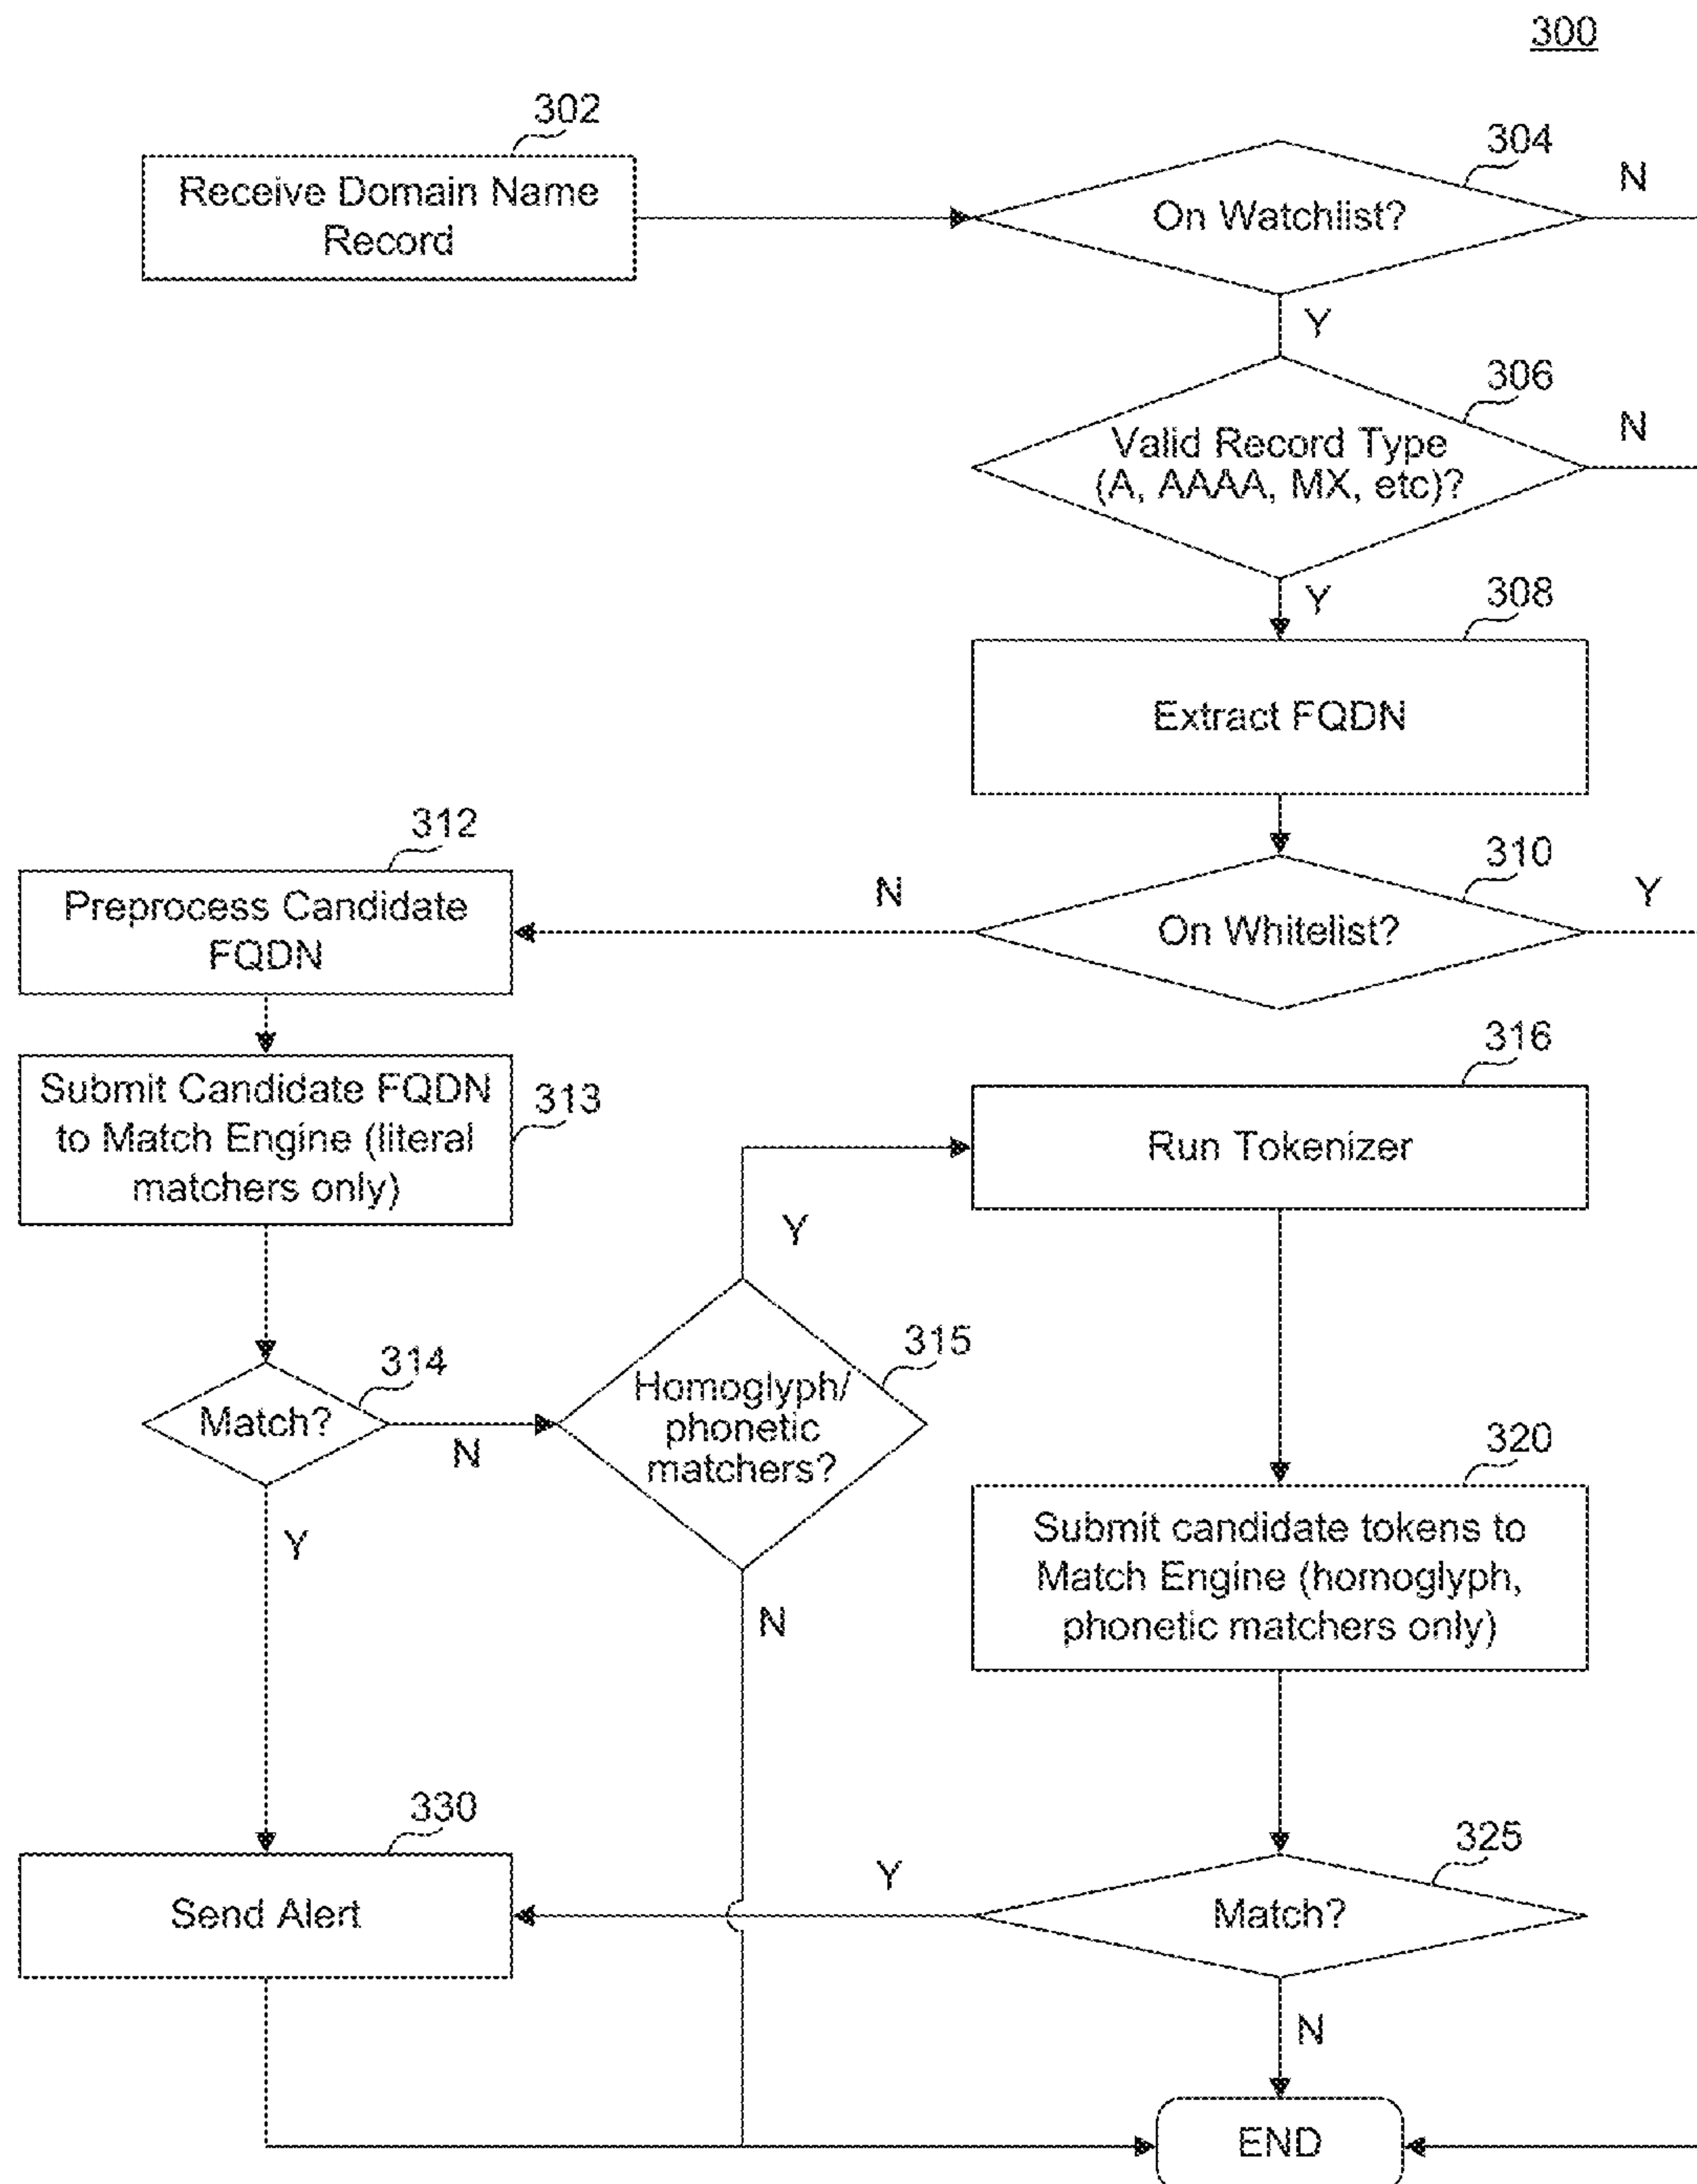 300
302
Receive Domain Name
Record
304
On Watchlist?
N
Y
306
Valid Record Type
(A, AAAA, MX, etc)?
N
Y
308
Extract FQDN
310
On Whitelist?
Y
N
312
Preprocess Candidate
FQDN
313
Submit Candidate FQDN
to Match Engine (literal
matchers only)
314
Match?
N
Y
315
Homoglyph/
phonetic
matchers?
Y
N
316
Run Tokenizer
320
Submit candidate tokens to
Match Engine (homoglyph,
phonetic matchers only)
325
Match?
Y
N
330
Send Alert
END